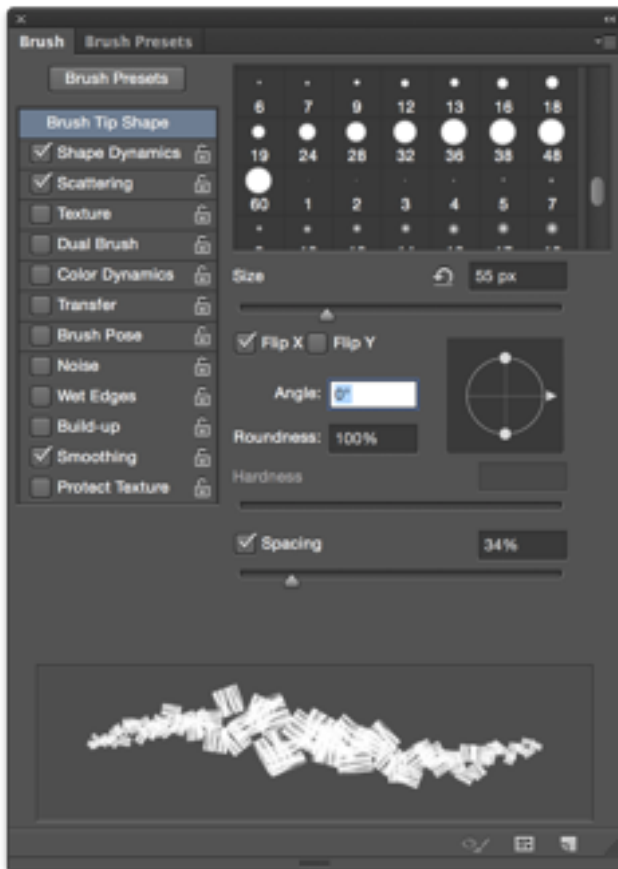 Brush Brush Presets
Brush Presets
Brush Tip Shape
Shape Dynamics
Scattering
Texture
Dual Brush
Color Dynamics
Transfer
Brush Pose
Noise
Wet Edges
Build-up
Smoothing
Protect Texture
6 7 9 12 13 16 18
19 24 28 32 36 38 48
60 1 2 3 4 5 7
Size 55 px
Flip X Flip Y
Angle: 0°
Roundness: 100%
Hardness
Spacing 34%